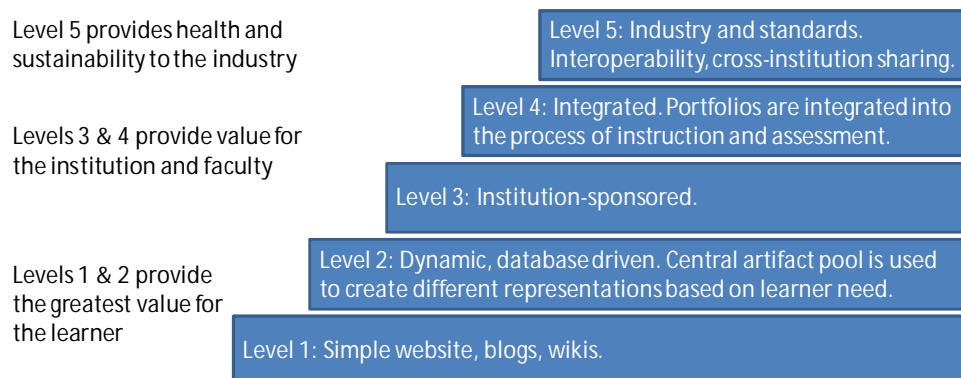 Level 5 provides health and
sustainability to the industry
Level 5: Industry and standards.
Interoperability, cross-institution sharing.
Level 4: Integrated. Portfolios are integrated into
the process of instruction and assessment.
Levels 3 & 4 provide value for
the institution and faculty
Level 3: Institution-sponsored.
Level 2: Dynamic, database driven. Central artifact pool is used
to create different representations based on learner need.
Levels 1 & 2 provide
the greatest value for
the learner
Level 1: Simple website, blogs, wikis.